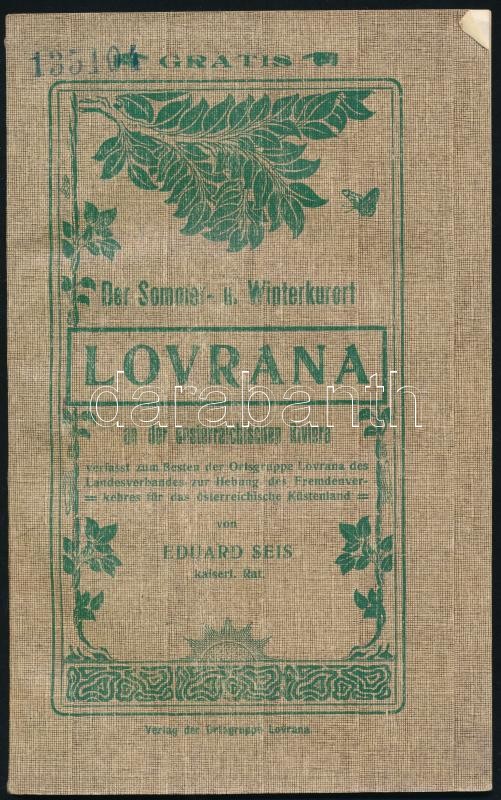 135104
GRATIS
Der Sommer- u. Winterkurort
LOVRANA
darabanth
an der österreichischen Riviera
verfasst zum Besten der Ortsgruppe Lovrana des
Landesverbandes zur Hebung des Fremdenver-
= kehres für das österreichische Küstenland =
von
EDUARD SEIS
kaiserl. Rat.
Verlag der Ortsgruppe Lovrana